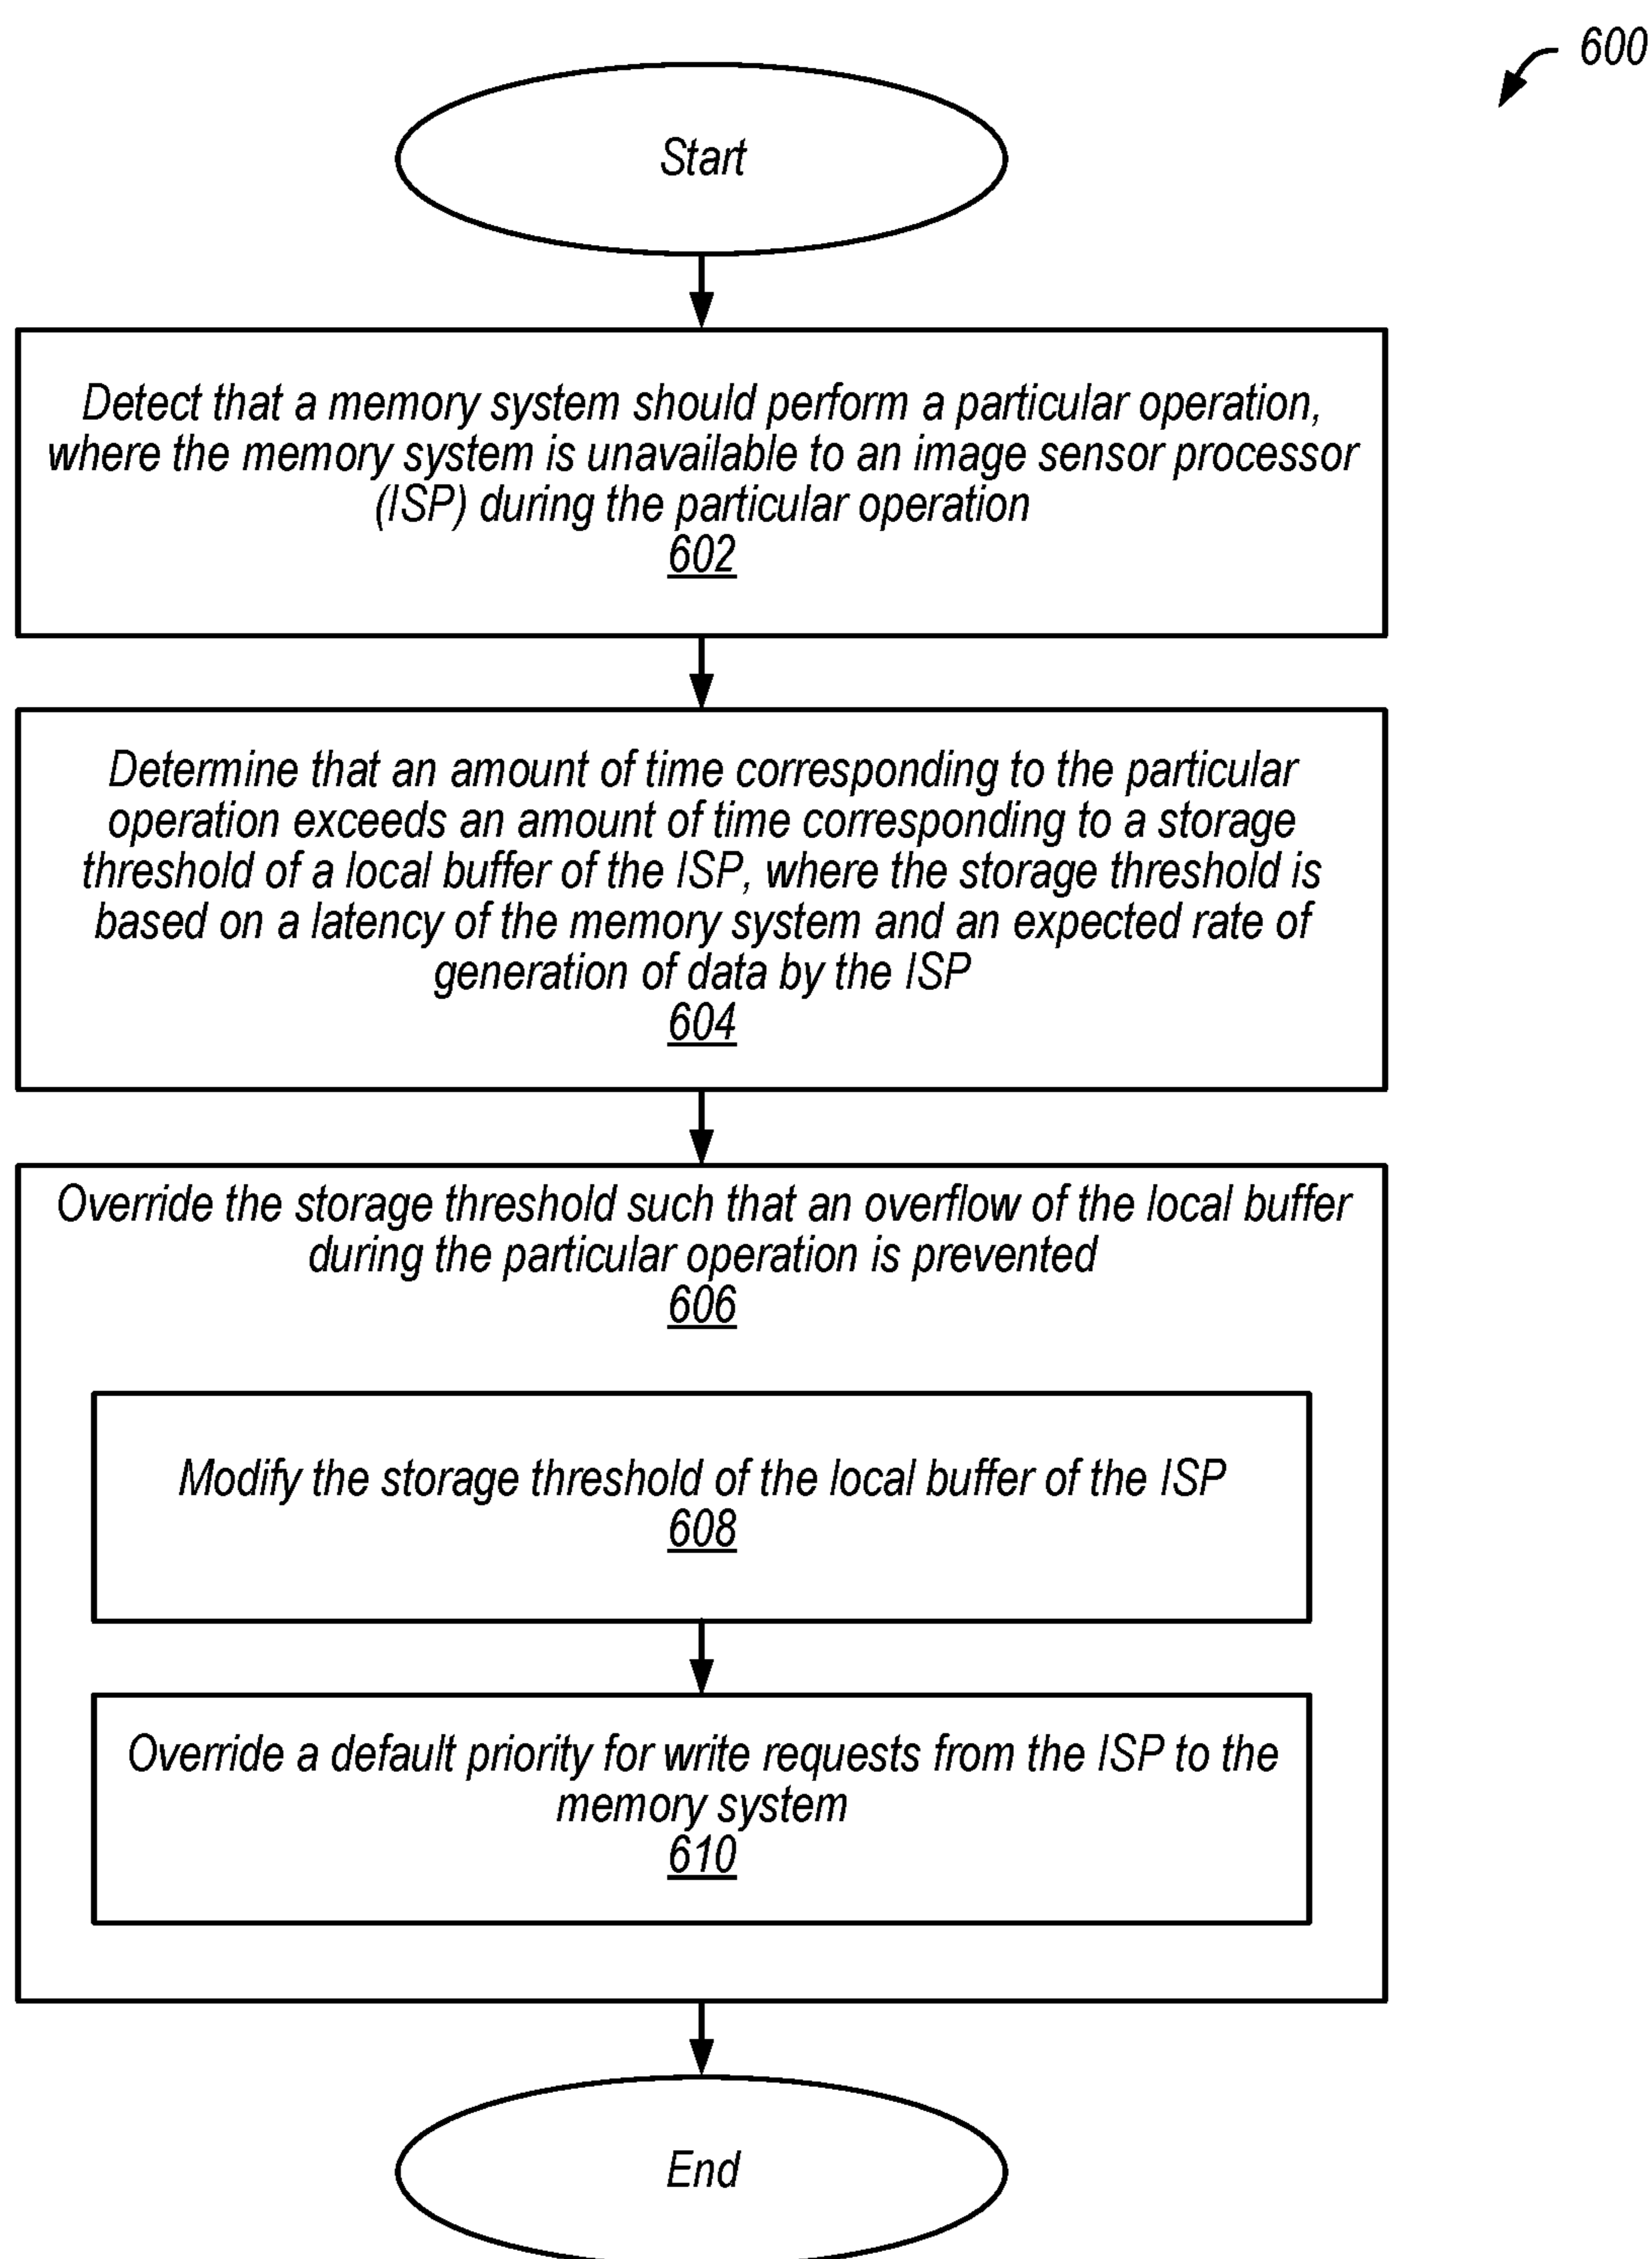 600
Start
Detect that a memory system should perform a particular operation,
where the memory system is unavailable to an image sensor processor
(ISP) during the particular operation
602
Determine that an amount of time corresponding to the particular
operation exceeds an amount of time corresponding to a storage
threshold of a local buffer of the ISP, where the storage threshold is
based on a latency of the memory system and an expected rate of
generation of data by the ISP
604
Override the storage threshold such that an overflow of the local buffer
during the particular operation is prevented
606
Modify the storage threshold of the local buffer of the ISP
608
Override a default priority for write requests from the ISP to the
memory system
610
End